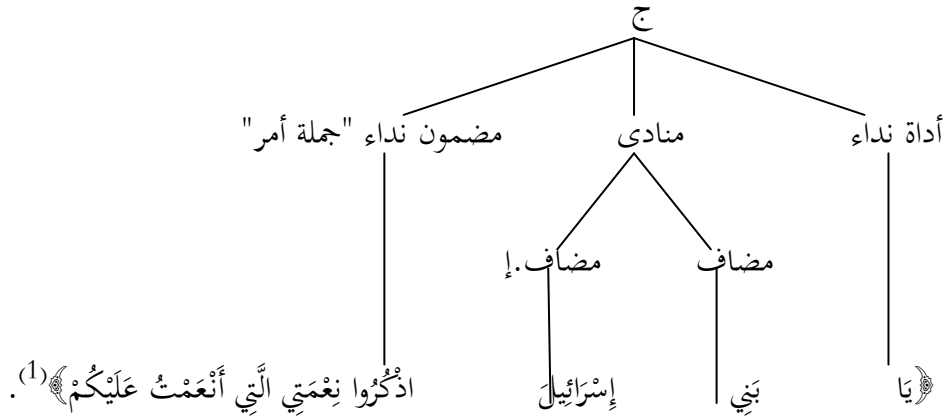 ج
أداة نداء منادى مضمون نداء "جملة أمر"
مضاف مضاف.إ
﴿يَا بَنِي إِسْرَائِيلَ اذْكُرُوا نِعْمَتِي الَّتِي أَنْعَمْتُ عَلَيْكُمْ﴾(1).